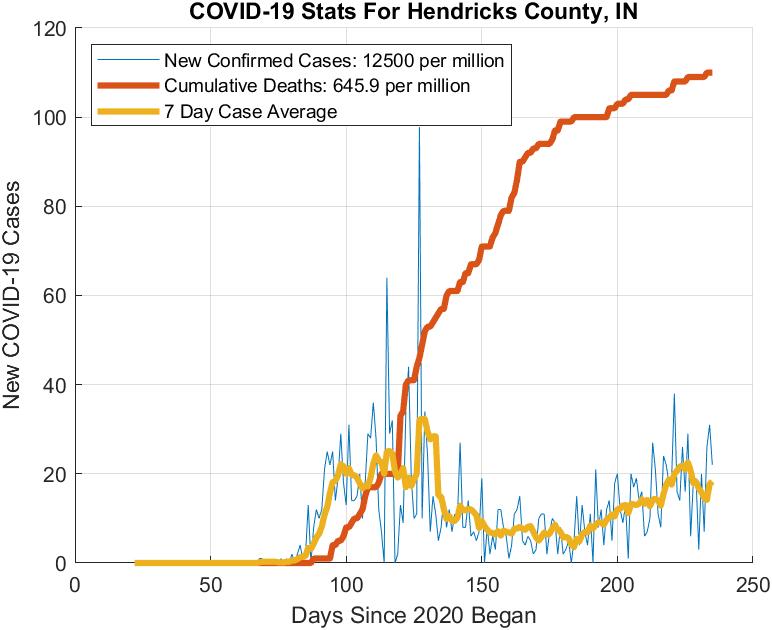 COVID-19 Stats For Hendricks County, IN
New Confirmed Cases: 12500 per million
Cumulative Deaths: 645.9 per million
7 Day Case Average
New COVID-19 Cases
120
100
80
60
40
20
0
0 50 100 150 200 250
Days Since 2020 Began